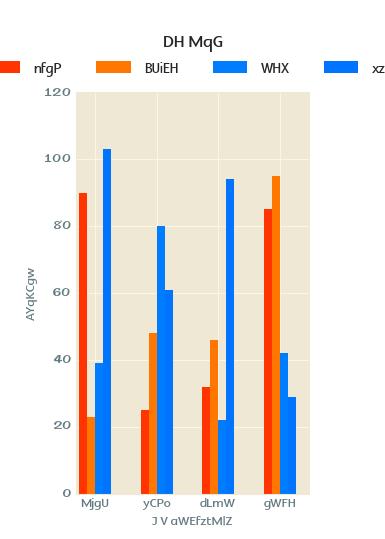 DH MqG
nfgP BUiEH WHX xz
120
100
80
60
40
20
0
AYqKCgw
MjgU yCPo dLmW gWFH
J V aWEfztMlZ